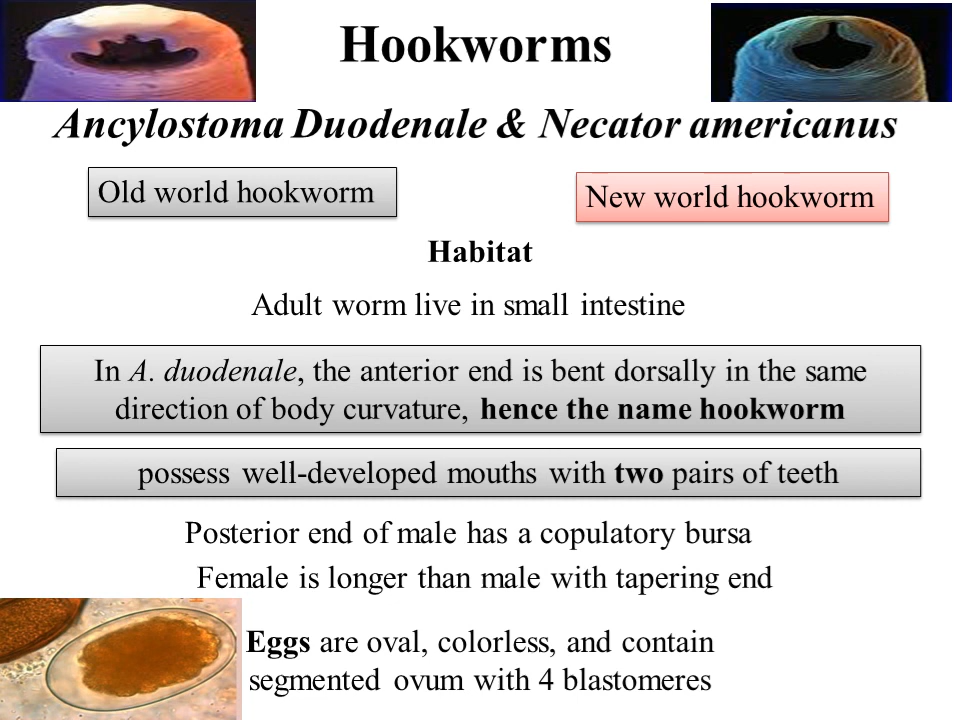 Hookworms
Ancylostoma Duodenale & Necator americanus
Old world hookworm
New world hookworm
Habitat
Adult worm live in small intestine
In A. duodenale, the anterior end is bent dorsally in the same
direction of body curvature, hence the name hookworm
possess well-developed mouths with two pairs of teeth
Posterior end of male has a copulatory bursa
Female is longer than male with tapering end
Eggs are oval, colorless, and contain
segmented ovum with 4 blastomeres